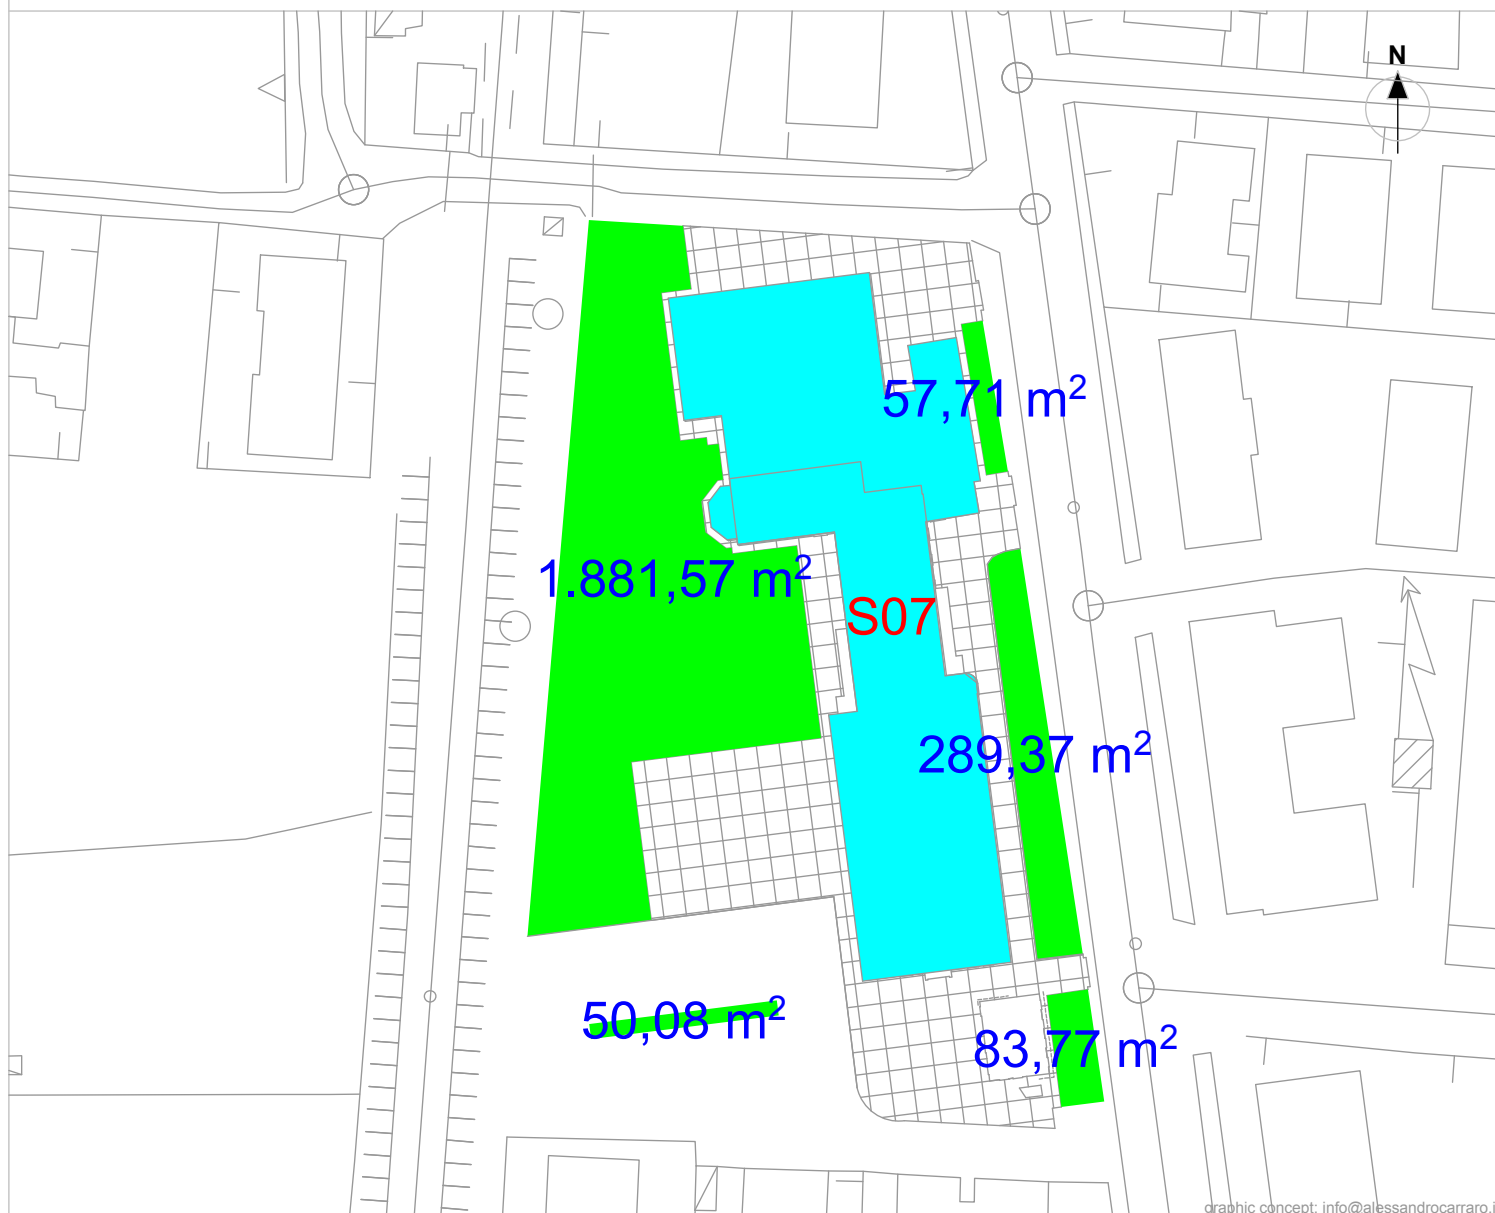 N
57,71 m²
1.881,57 m²
S07
289,37 m²
50,08 m²
83,77 m²
graphic concept: info@alessandrocarraro.i